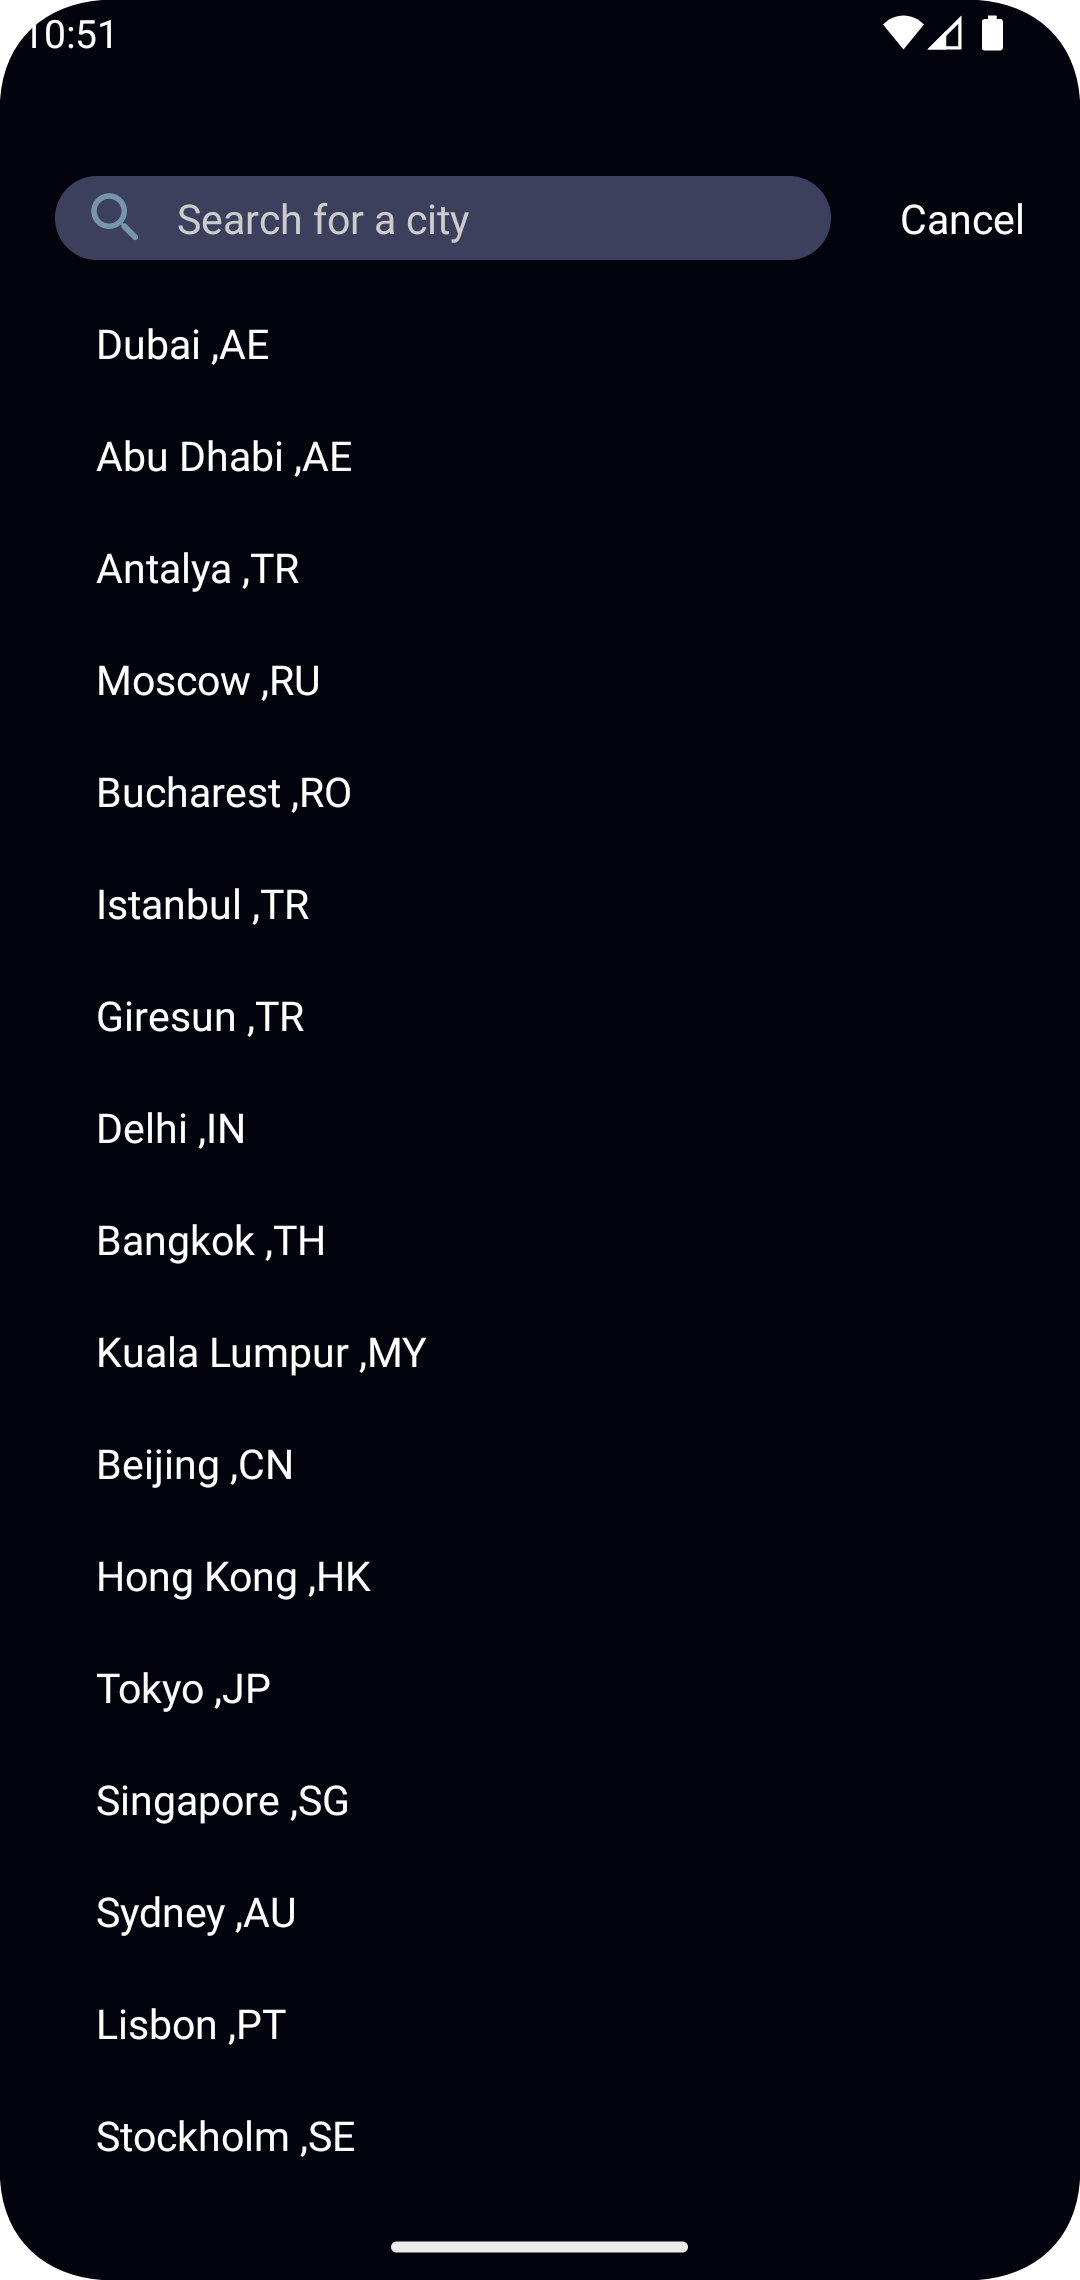 10:51
Search for a city
Cancel
Dubai ,AE
Abu Dhabi ,AE
Antalya ,TR
Moscow ,RU
Bucharest ,RO
Istanbul ,TR
Giresun ,TR
Delhi ,IN
Bangkok ,TH
Kuala Lumpur ,MY
Beijing ,CN
Hong Kong ,HK
Tokyo ,JP
Singapore ,SG
Sydney ,AU
Lisbon ,PT
Stockholm ,SE